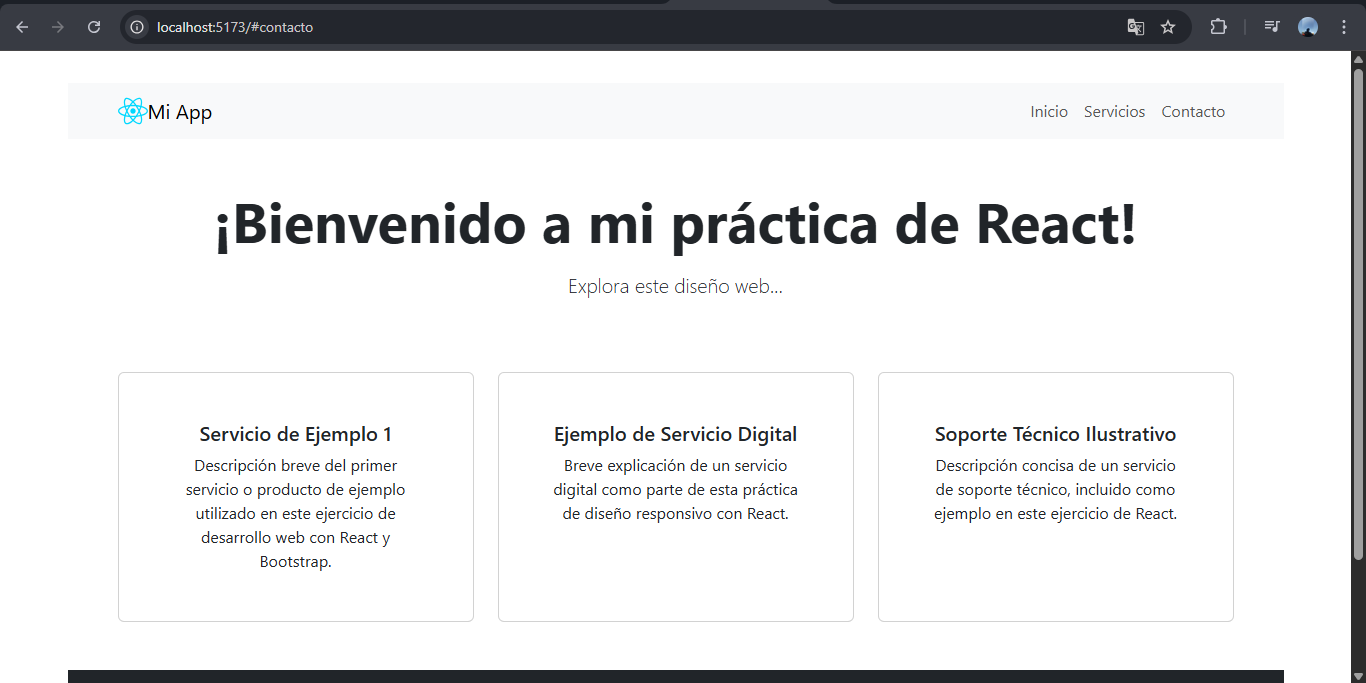 localhost:5173/#contacto
Mi App
Inicio Servicios Contacto
¡Bienvenido a mi práctica de React!
Explora este diseño web...
Servicio de Ejemplo 1
Descripción breve del primer
servicio o producto de ejemplo
utilizado en este ejercicio de
desarrollo web con React y
Bootstrap.
Ejemplo de Servicio Digital
Breve explicación de un servicio
digital como parte de esta práctica
de diseño responsivo con React.
Soporte Técnico Ilustrativo
Descripción concisa de un servicio
de soporte técnico, incluido como
ejemplo en este ejercicio de React.